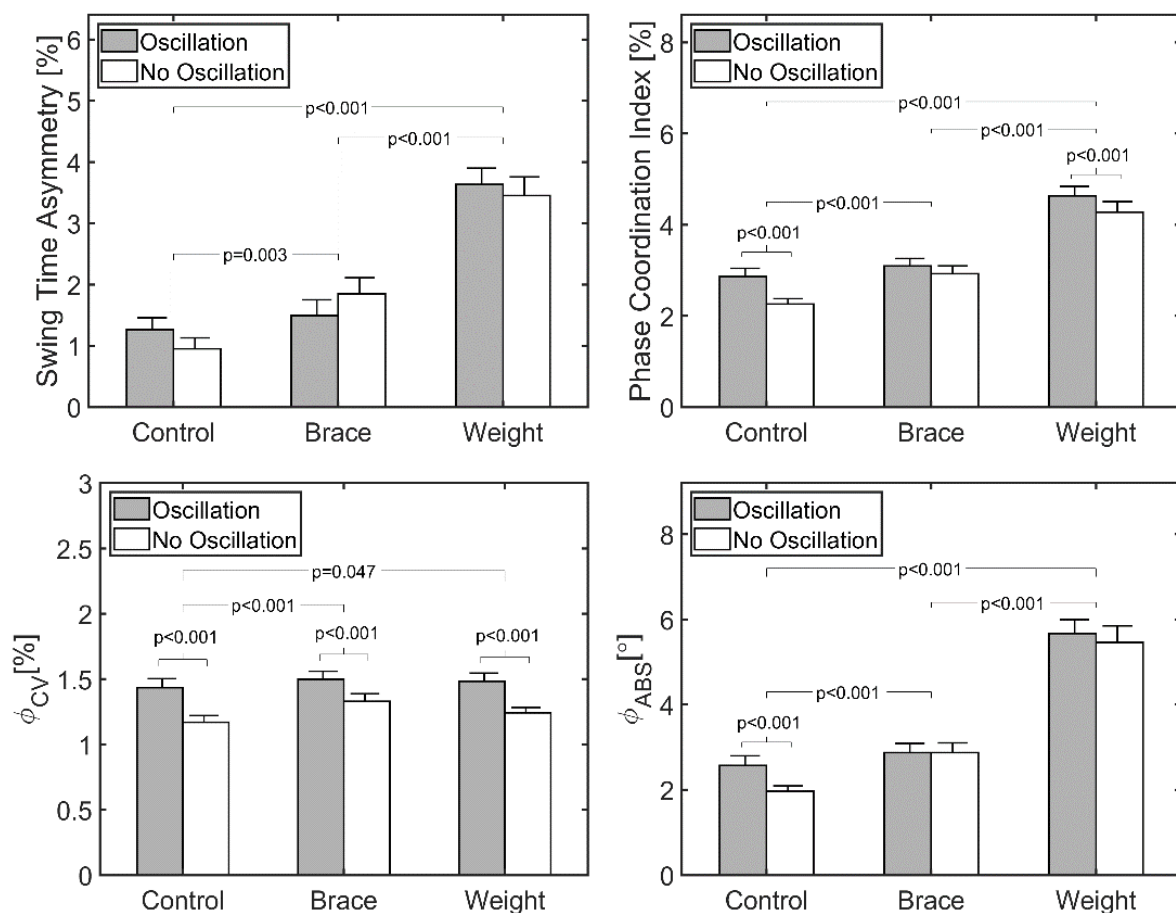 Swing Time Asymmetry [%]
6
5
4
3
2
1
0
Oscillation
No Oscillation
p<0.001
p<0.001
p=0.003
Control Brace Weight
Phase Coordination Index [%]
8
6
4
2
0
Oscillation
No Oscillation
p<0.001
p<0.001
p<0.001
p<0.001
p<0.001
Control Brace Weight
ϕCV[%]
3
2.5
2
1.5
1
0.5
0
Oscillation
No Oscillation
p=0.047
p<0.001
p<0.001 p<0.001 p<0.001
Control Brace Weight
ϕABS[°]
8
6
4
2
0
Oscillation
No Oscillation
p<0.001
p<0.001
p<0.001
p<0.001
Control Brace Weight